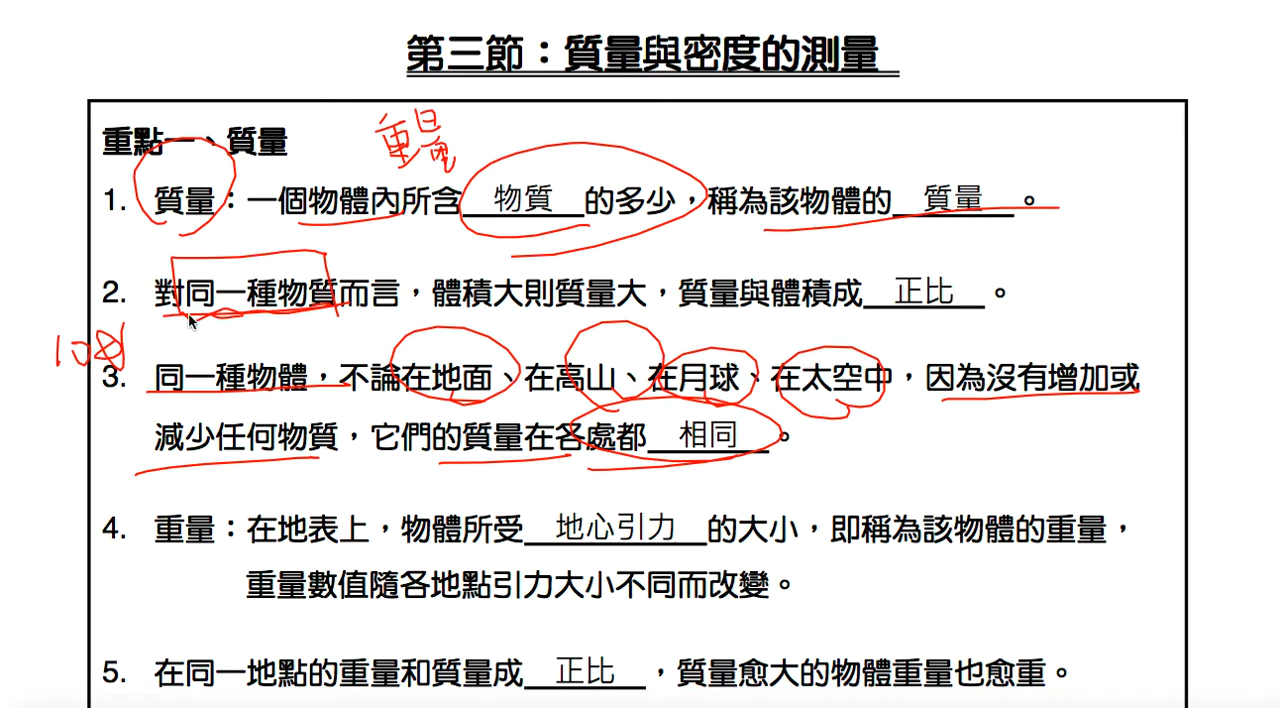 第三節：質量與密度的測量
重點一、質量
重量
1. 質量：一個物體內所含物質的多少，稱為該物體的質量。
2. 對同一種物質而言，體積大則質量大，質量與體積成正比。
3. 同一種物體，不論在地面、在高山、在月球、在太空中，因為沒有增加或
減少任何物質，它們的質量在各處都相同。
4. 重量：在地表上，物體所受地心引力的大小，即稱為該物體的重量，
重量數值隨各地點引力大小不同而改變。
5. 在同一地點的重量和質量成正比，質量愈大的物體重量也愈重。